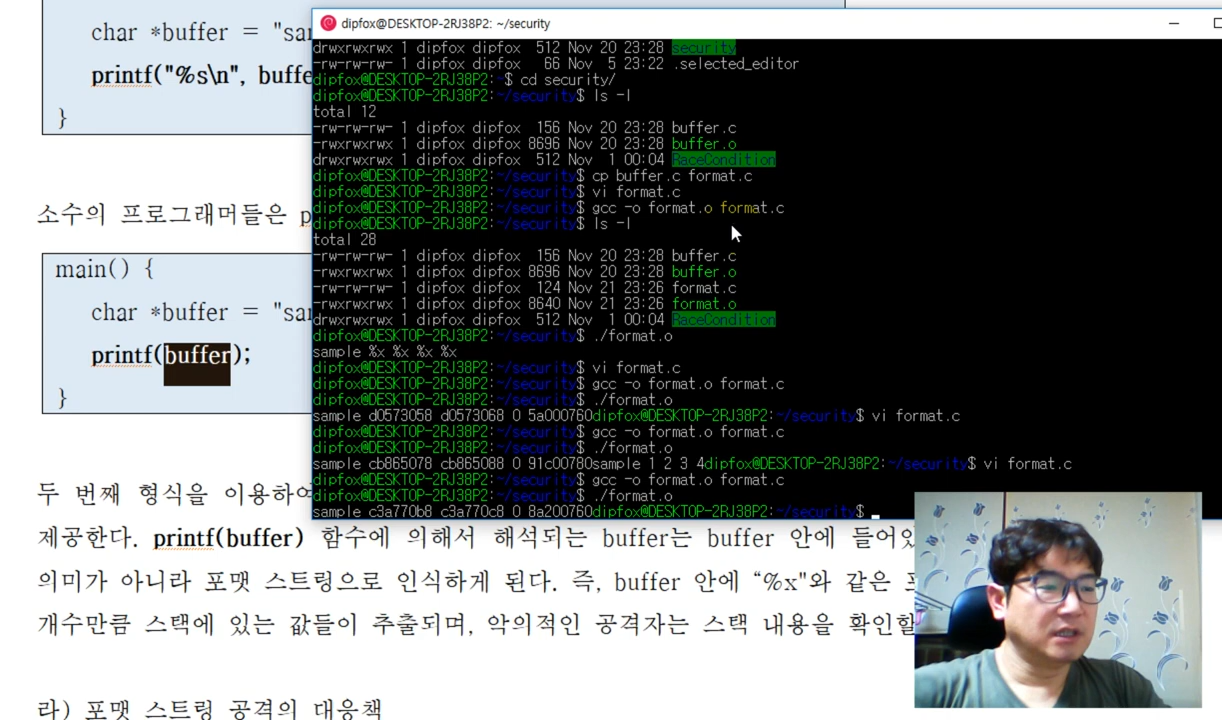 char *buffer = "sa
printf("%s\n", buffe
}
소수의 프로그래머들은 p
main() {
char *buffer = "sa
printf(buffer);
}
두 번째 형식을 이용하여
제공한다. printf(buffer) 함수에 의해서 해석되는 buffer는 buffer 안에 들어있
의미가 아니라 포맷 스트링으로 인식하게 된다. 즉, buffer 안에 “%x"와 같은 포
개수만큼 스택에 있는 값들이 추출되며, 악의적인 공격자는 스택 내용을 확인할
라) 포맷 스트링 공격의 대응책
dipfox@DESKTOP-2RJ38P2: ~/security
drwxrwxrwx 1 dipfox dipfox 512 Nov 20 23:28 security
-rw-rw-rw- 1 dipfox dipfox 66 Nov 5 23:22 .selected_editor
dipfox@DESKTOP-2RJ38P2:~$ cd security/
dipfox@DESKTOP-2RJ38P2:~/security$ ls -l
total 12
-rw-rw-rw- 1 dipfox dipfox 156 Nov 20 23:28 buffer.c
-rwxrwxrwx 1 dipfox dipfox 8696 Nov 20 23:28 buffer.o
drwxrwxrwx 1 dipfox dipfox 512 Nov 1 00:04 RaceCondition
dipfox@DESKTOP-2RJ38P2:~/security$ cp buffer.c format.c
dipfox@DESKTOP-2RJ38P2:~/security$ vi format.c
dipfox@DESKTOP-2RJ38P2:~/security$ gcc -o format.o format.c
dipfox@DESKTOP-2RJ38P2:~/security$ ls -l
total 28
-rw-rw-rw- 1 dipfox dipfox 156 Nov 20 23:28 buffer.c
-rwxrwxrwx 1 dipfox dipfox 8696 Nov 20 23:28 buffer.o
-rw-rw-rw- 1 dipfox dipfox 124 Nov 21 23:26 format.c
-rwxrwxrwx 1 dipfox dipfox 8640 Nov 21 23:26 format.o
drwxrwxrwx 1 dipfox dipfox 512 Nov 1 00:04 RaceCondition
dipfox@DESKTOP-2RJ38P2:~/security$ ./format.o
sample %x %x %x %x
dipfox@DESKTOP-2RJ38P2:~/security$ vi format.c
dipfox@DESKTOP-2RJ38P2:~/security$ gcc -o format.o format.c
dipfox@DESKTOP-2RJ38P2:~/security$ ./format.o
sample d0573058 d0573068 0 5a000760dipfox@DESKTOP-2RJ38P2:~/security$ vi format.c
dipfox@DESKTOP-2RJ38P2:~/security$ gcc -o format.o format.c
dipfox@DESKTOP-2RJ38P2:~/security$ ./format.o
sample cb865078 cb865088 0 91c00780sample 1 2 3 4dipfox@DESKTOP-2RJ38P2:~/security$ vi format.c
dipfox@DESKTOP-2RJ38P2:~/security$ gcc -o format.o format.c
dipfox@DESKTOP-2RJ38P2:~/security$ ./format.o
sample c3a770b8 c3a770c8 0 8a200760dipfox@DESKTOP-2RJ38P2:~/security$